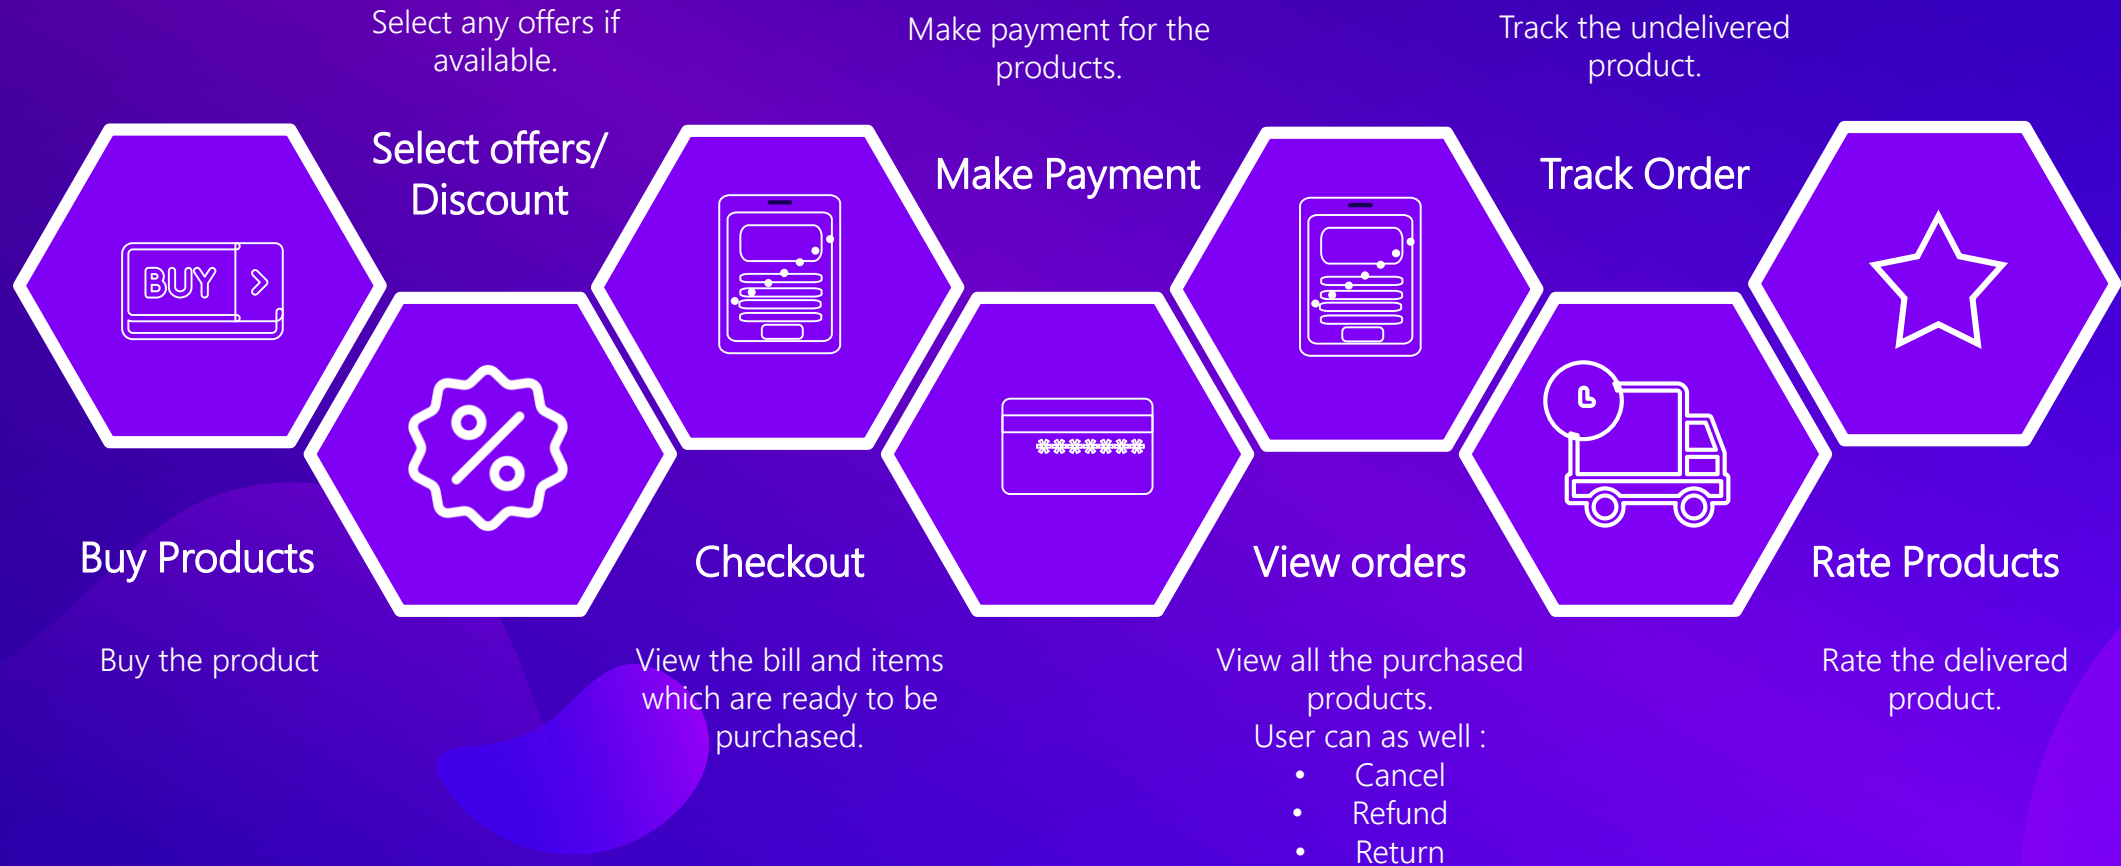 BUY
Buy Products
Buy the product
Select any offers if
available.
Select offers/
Discount
Checkout
View the bill and items
which are ready to be
purchased.
Make payment for the
products.
Make Payment
*******
View orders
View all the purchased
products.
User can as well :
• Cancel
• Refund
• Return
Track the undelivered
product.
Track Order
Rate Products
Rate the delivered
product.